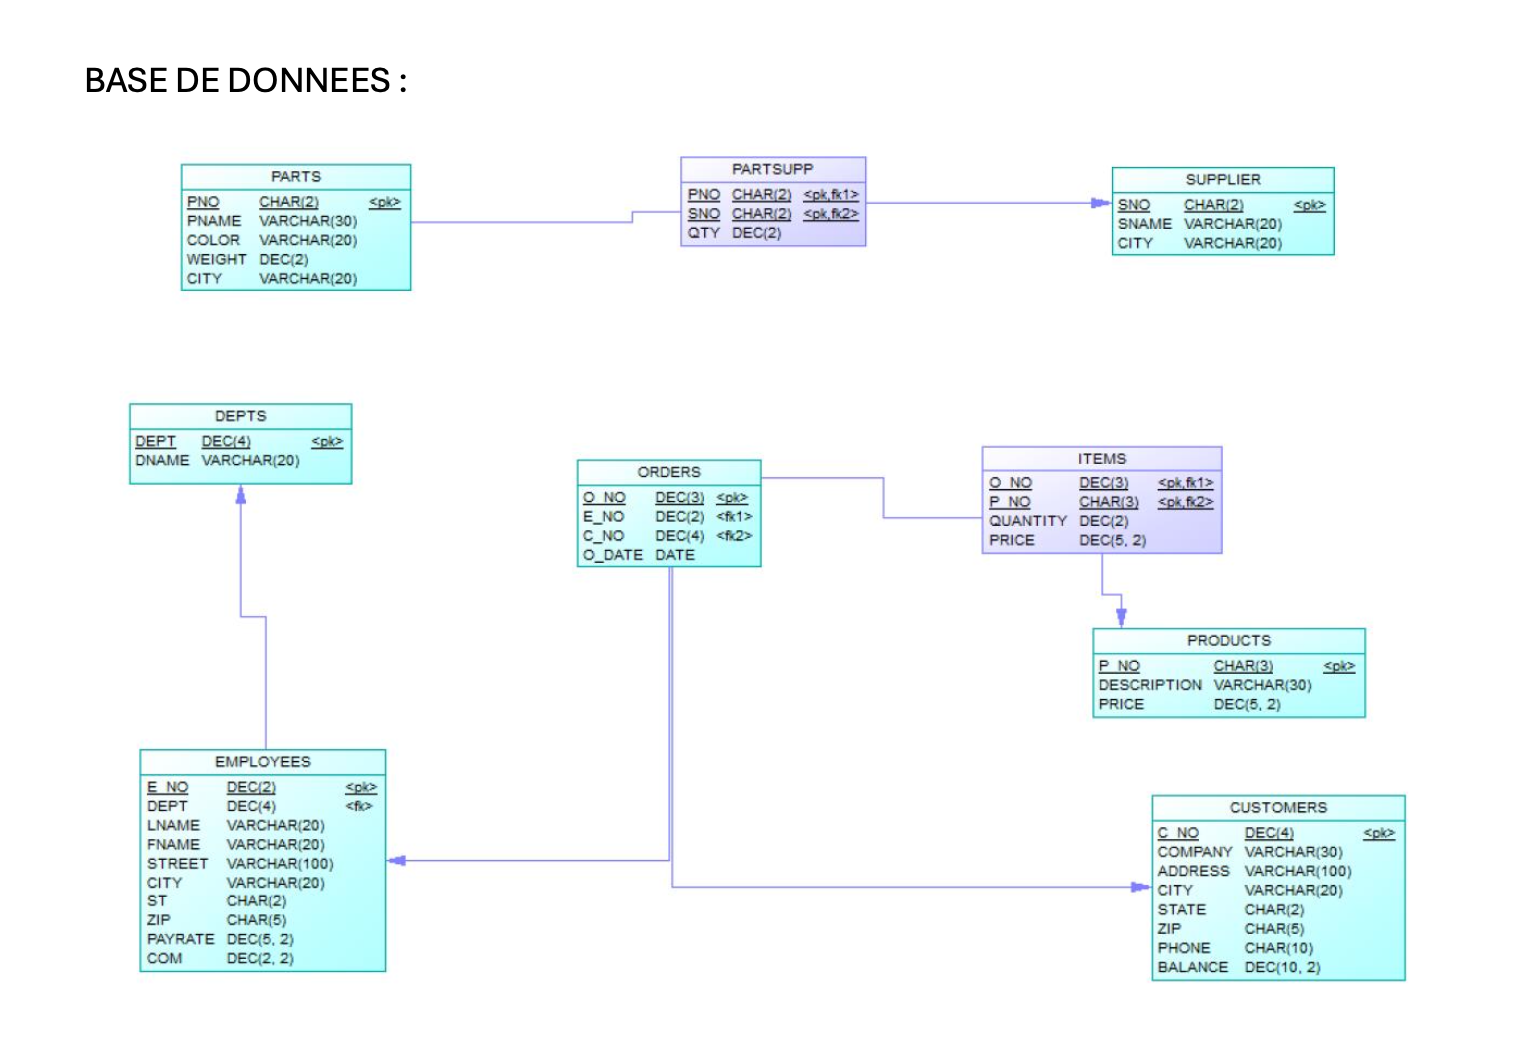 BASE DE DONNEES :
PARTS
PNO CHAR(2) <pk>
PNAME VARCHAR(30)
COLOR VARCHAR(20)
WEIGHT DEC(2)
CITY VARCHAR(20)
PARTSUPP
PNO CHAR(2) <pk,fk1>
SNO CHAR(2) <pk,fk2>
QTY DEC(2)
SUPPLIER
SNO CHAR(2) <pk>
SNAME VARCHAR(20)
CITY VARCHAR(20)
DEPTS
DEPT DEC(4) <pk>
DNAME VARCHAR(20)
ORDERS
O_NO DEC(3) <pk>
E_NO DEC(2) <fk1>
C_NO DEC(4) <fk2>
O_DATE DATE
ITEMS
O_NO DEC(3) <pk,fk1>
P_NO CHAR(3) <pk,fk2>
QUANTITY DEC(2)
PRICE DEC(5, 2)
PRODUCTS
P_NO CHAR(3) <pk>
DESCRIPTION VARCHAR(30)
PRICE DEC(5, 2)
EMPLOYEES
E_NO DEC(2) <pk>
DEPT DEC(4) <fk>
LNAME VARCHAR(20)
FNAME VARCHAR(20)
STREET VARCHAR(100)
CITY VARCHAR(20)
ST CHAR(2)
ZIP CHAR(5)
PAYRATE DEC(5, 2)
COM DEC(2, 2)
CUSTOMERS
C_NO DEC(4) <pk>
COMPANY VARCHAR(30)
ADDRESS VARCHAR(100)
CITY VARCHAR(20)
STATE CHAR(2)
ZIP CHAR(5)
PHONE CHAR(10)
BALANCE DEC(10, 2)